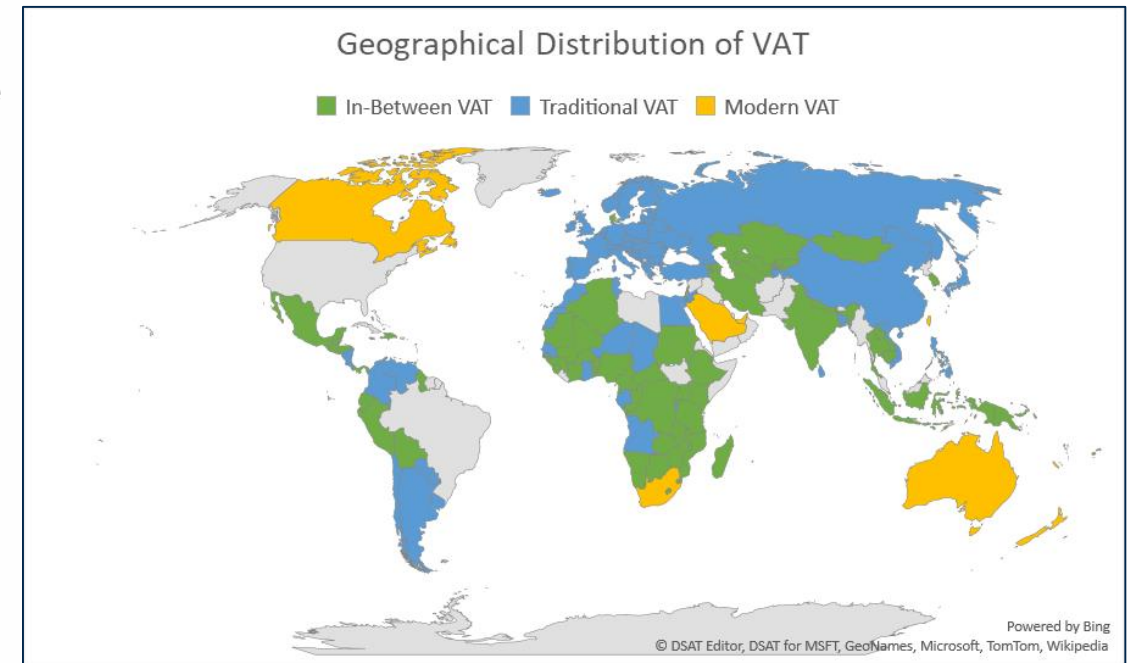 Geographical Distribution of VAT
In-Between VAT Traditional VAT Modern VAT
Powered by Bing
© DSAT Editor, DSAT for MSFT, GeoNames, Microsoft, TomTom, Wikipedia